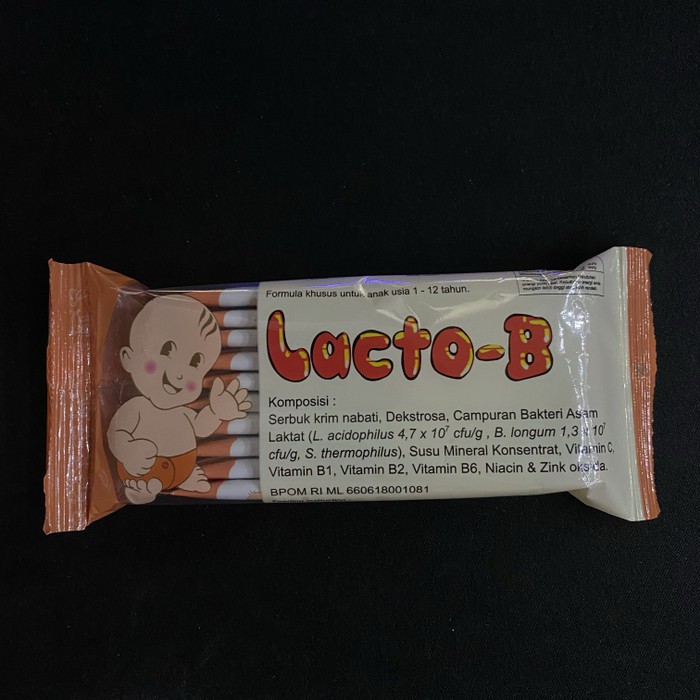 Formula khusus untuk anak usia 1 - 12 tahun.
Lacto-B
Komposisi :
Serbuk krim nabati, Dekstrosa, Campuran Bakteri Asam
Laktat (L. acidophilus 4,7 x 10⁷ cfu/g , B. longum 1,3 x 10⁷
cfu/g, S. thermophilus), Susu Mineral Konsentrat, Vitamin C,
Vitamin B1, Vitamin B2, Vitamin B6, Niacin & Zink oksida.
BPOM RI ML 660618001081